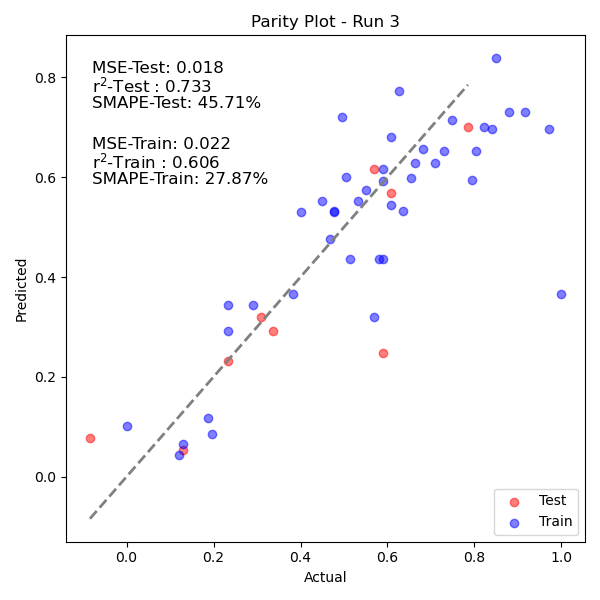 Parity Plot - Run 3
MSE-Test: 0.018
r²-Test : 0.733
SMAPE-Test: 45.71%
MSE-Train: 0.022
r²-Train : 0.606
SMAPE-Train: 27.87%
0.8
0.6
0.4
0.2
0.0
Predicted
Test
Train
0.0 0.2 0.4 0.6 0.8 1.0
Actual